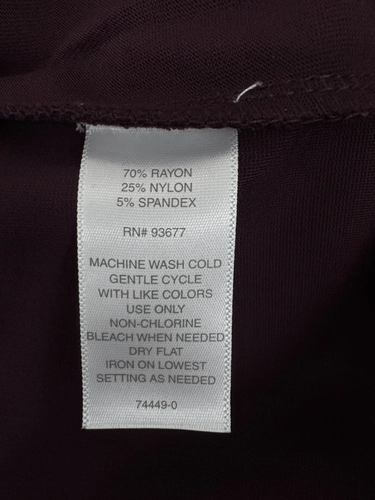 70% RAYON
25% NYLON
5% SPANDEX
RN# 93677
MACHINE WASH COLD
GENTLE CYCLE
WITH LIKE COLORS
USE ONLY
NON-CHLORINE
BLEACH WHEN NEEDED
DRY FLAT
IRON ON LOWEST
SETTING AS NEEDED
74449-0